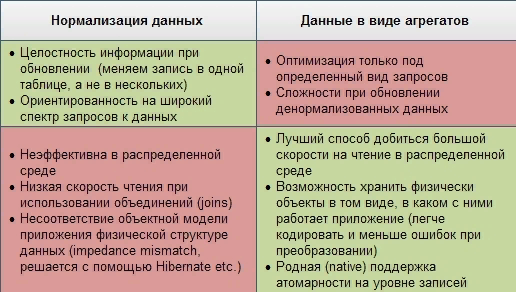 Нормализация данных
Данные в виде агрегатов
• Целостность информации при
обновлении (меняем запись в одной
таблице, а не в нескольких)
• Ориентированность на широкий
спектр запросов к данных
• Оптимизация только под
определенный вид запросов
• Сложности при обновлении
денормализованных данных
• Неэффективна в распределенной
среде
• Низкая скорость чтения при
использовании объединений (joins)
• Несоответствие объектной модели
приложения физической структуре
данных (impedance mismatch,
решается с помощью Hibernate etc.)
• Лучший способ добиться большой
скорости на чтение в распределенной
среде
• Возможность хранить физически
объекты в том виде, в каком с ними
работает приложение (легче
кодировать и меньше ошибок при
преобразовании)
• Родная (native) поддержка
атомарности на уровне записей